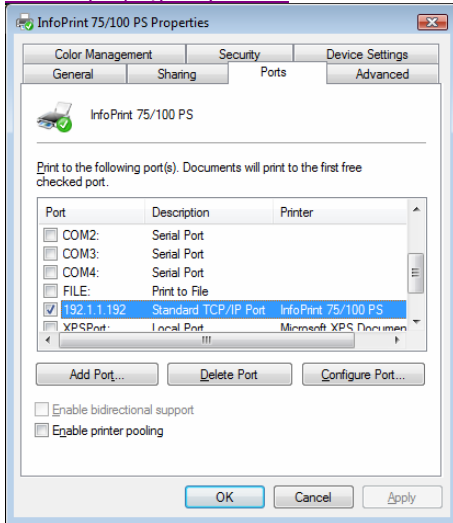 InfoPrint 75/100 PS Properties
Color Management Security Device Settings
General Sharing Ports Advanced
InfoPrint 75/100 PS
Print to the following port(s). Documents will print to the first free
checked port.
Port Description Printer
COM2: Serial Port
COM3: Serial Port
COM4: Serial Port
FILE: Print to File
192.1.1.192 Standard TCP/IP Port InfoPrint 75/100 PS
XPSPort: Local Port Microsoft XPS Documen
Add Port... Delete Port Configure Port...
Enable bidirectional support
Enable printer pooling
OK Cancel Apply